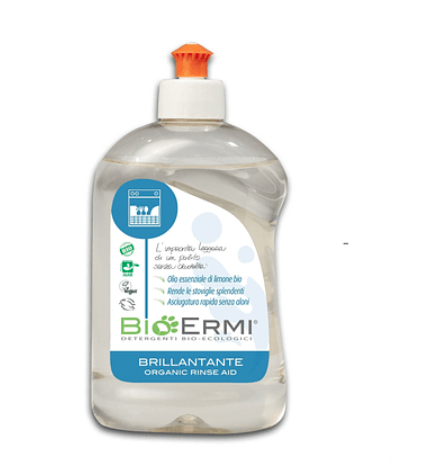 L'impronta leggera
di un pulito
senza
Olio essenziale di limone bio
Rende le stoviglie splendenti
Asciugatura rapida senza aloni
BIOERMI®
DETERGENTI BIO-ECOLOGICI
BRILLANTANTE
ORGANIC RINSE AID